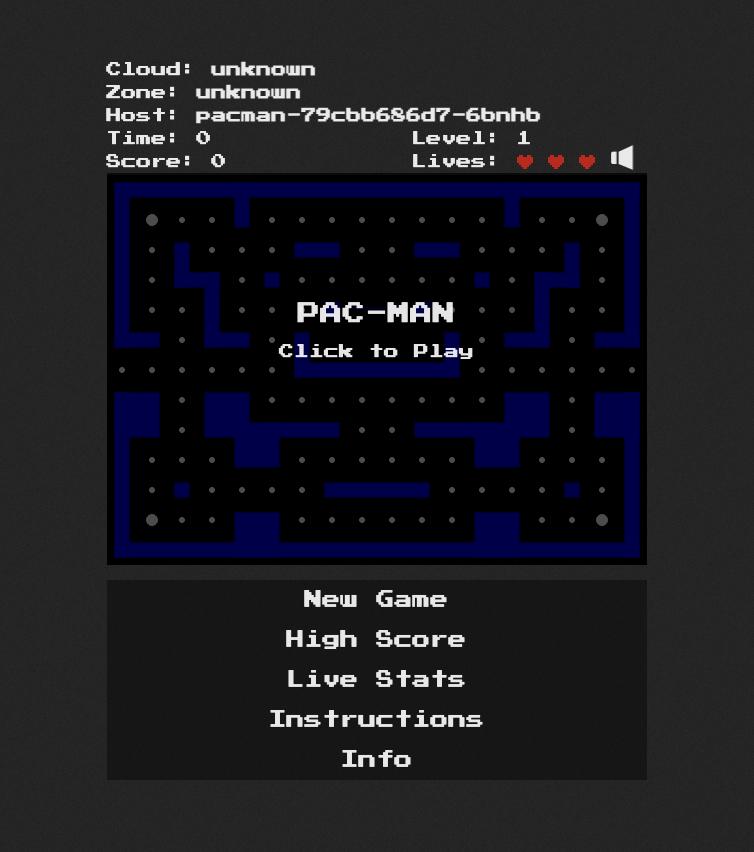 Cloud: unknown
Zone: unknown
Host: pacman-79cbb686d7-6bnhb
Time: 0 Level: 1
Score: 0 Lives:
PAC-MAN
Click to Play
New Game
High Score
Live Stats
Instructions
Info